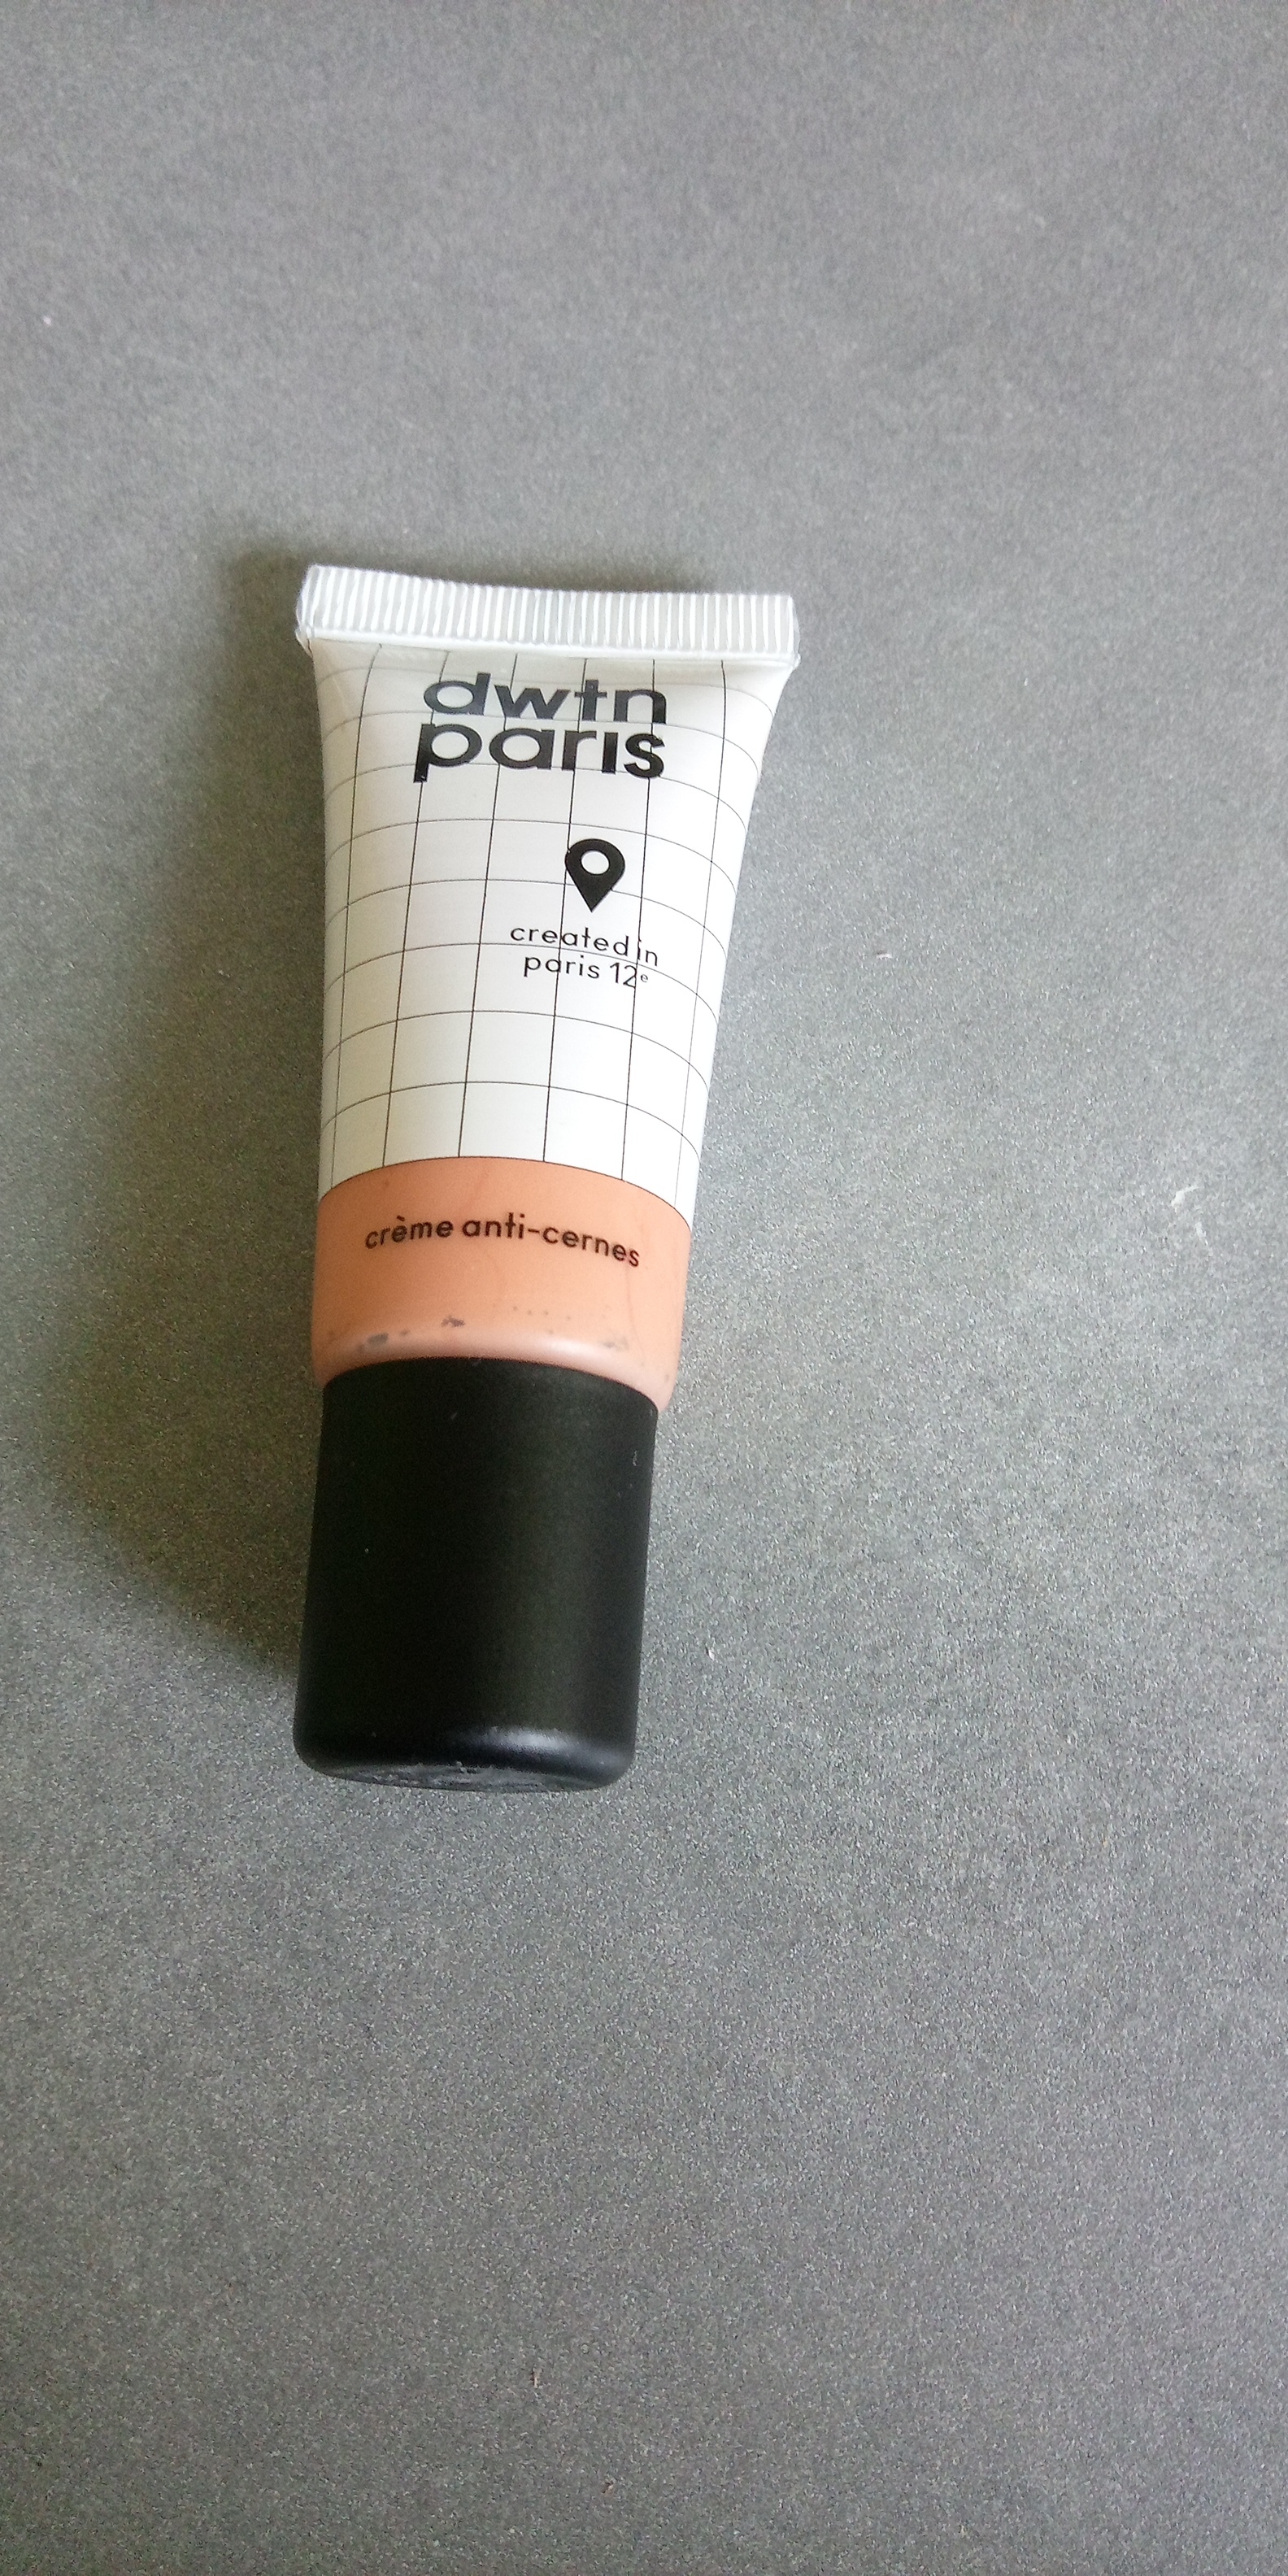 dwtn
paris
created in
paris 12ᵉ
crème anti-cernes